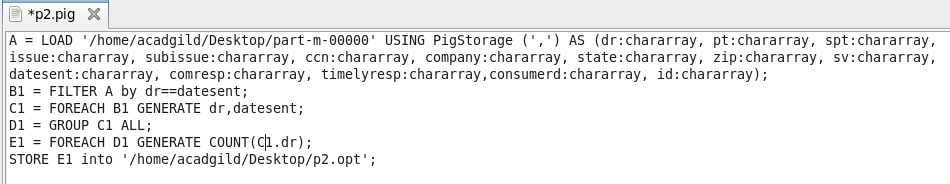 *p2.pig
A = LOAD '/home/acadgild/Desktop/part-m-00000' USING PigStorage (',') AS (dr:chararray, pt:chararray, spt:chararray,
issue:chararray, subissue:chararray, ccn:chararray, company:chararray, state:chararray, zip:chararray, sv:chararray,
datesent:chararray, comresp:chararray, timelyresp:chararray,consumerd:chararray, id:chararray);
B1 = FILTER A by dr==datesent;
C1 = FOREACH B1 GENERATE dr,datesent;
D1 = GROUP C1 ALL;
E1 = FOREACH D1 GENERATE COUNT(C1.dr);
STORE E1 into '/home/acadgild/Desktop/p2.opt';